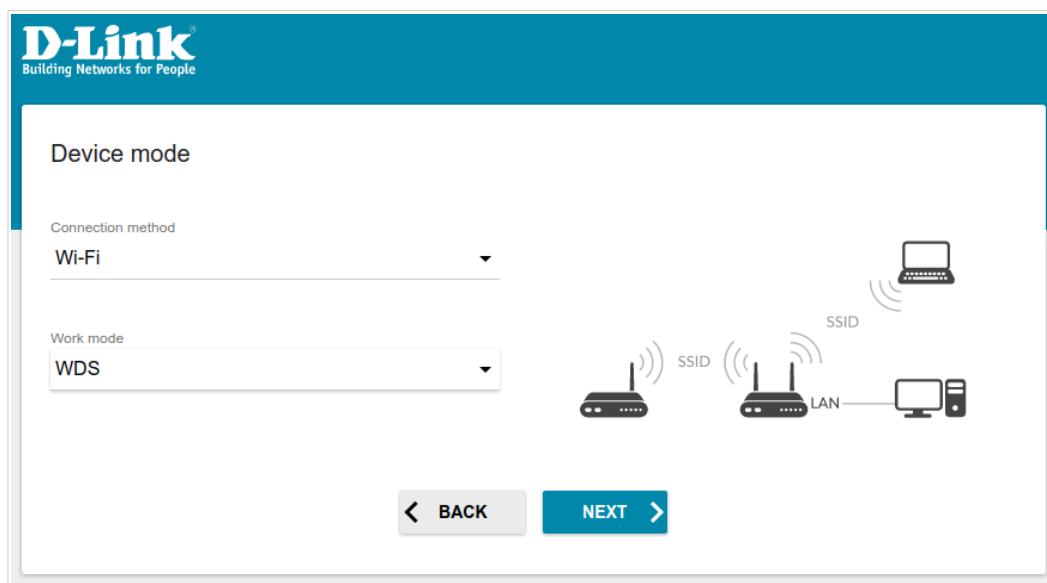 D-Link
Building Networks for People
Device mode
Connection method
Wi-Fi
Work mode
WDS
SSID
SSID
LAN
BACK
NEXT